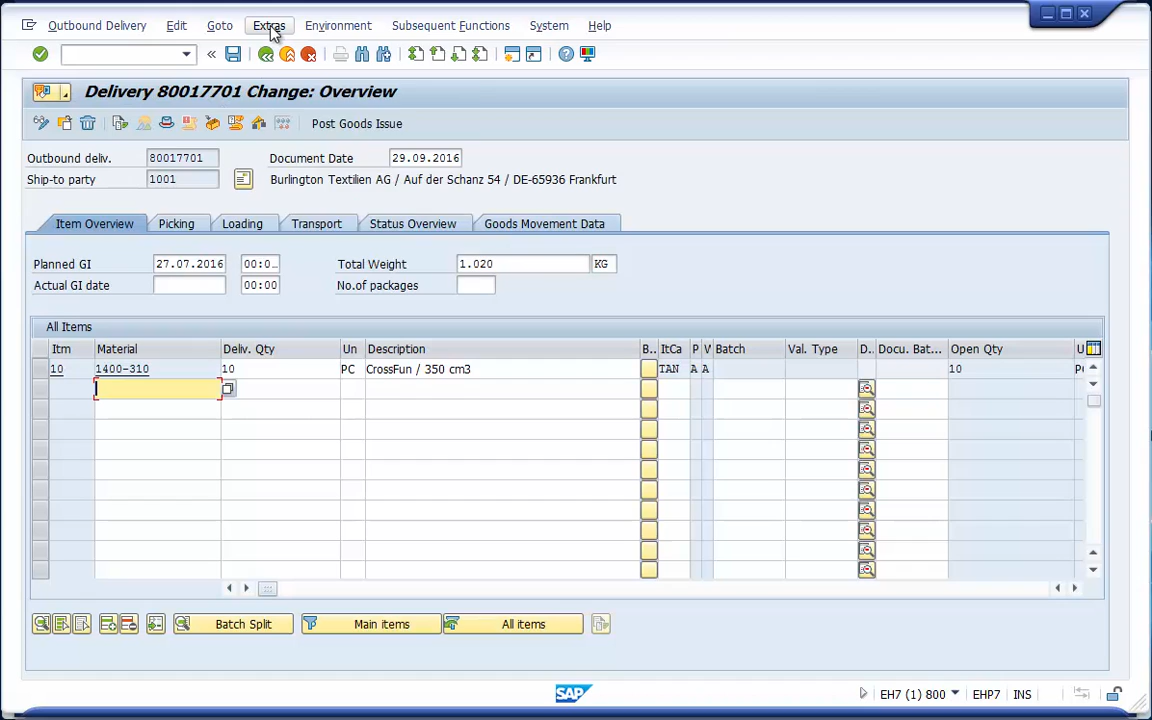 Outbound Delivery Edit Goto Extras Environment Subsequent Functions System Help
Delivery 80017701 Change: Overview
Post Goods Issue
Outbound deliv. 80017701 Document Date 29.09.2016
Ship-to party 1001 Burlington Textilien AG / Auf der Schanz 54 / DE-65936 Frankfurt
Item Overview Picking Loading Transport Status Overview Goods Movement Data
Planned GI 27.07.2016 00:0.. Total Weight 1.020 KG
Actual GI date 00:00 No.of packages
All Items
Itm Material Deliv. Qty Un Description B.. ItCa P V Batch Val. Type D.. Docu. Bat... Open Qty U
10 1400-310 10 PC CrossFun / 350 cm3 TAN A A 10 P
Batch Split Main items All items
SAP EH7 (1) 800 EHP7 INS